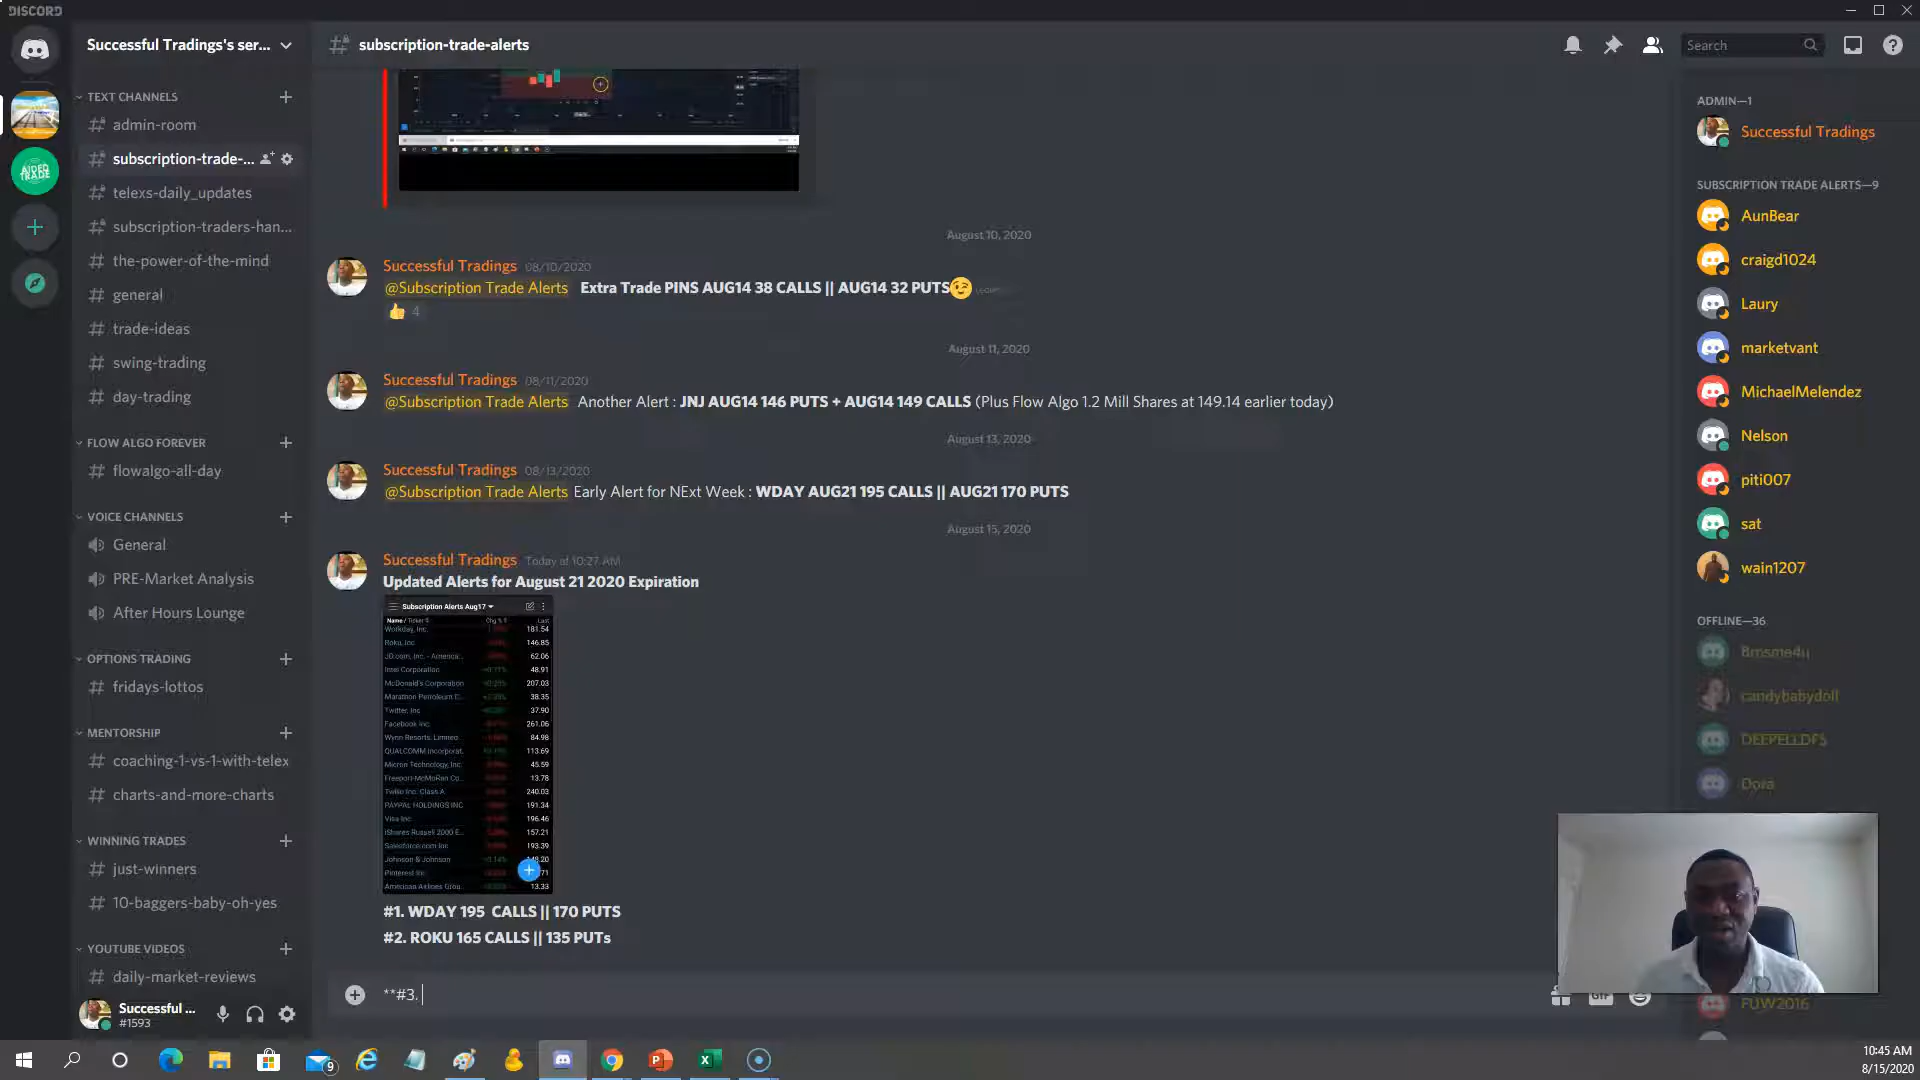 DISCORD
Successful Tradings's ser...
subscription-trade-alerts
Search
TEXT CHANNELS
admin-room
subscription-trade-...
telexs-daily_updates
subscription-traders-han...
the-power-of-the-mind
general
trade-ideas
swing-trading
day-trading
FLOW ALGO FOREVER
flowalgo-all-day
VOICE CHANNELS
General
PRE-Market Analysis
After Hours Lounge
OPTIONS TRADING
fridays-lottos
MENTORSHIP
coaching-1-vs-1-with-telex
charts-and-more-charts
WINNING TRADES
just-winners
10-baggers-baby-oh-yes
YOUTUBE VIDEOS
daily-market-reviews
Successful ...
#1593
August 10, 2020
Successful Tradings 08/10/2020
@Subscription Trade Alerts Extra Trade PINS AUG14 38 CALLS || AUG14 32 PUTS
4
August 11, 2020
Successful Tradings 08/11/2020
@Subscription Trade Alerts Another Alert : JNJ AUG14 146 PUTS + AUG14 149 CALLS (Plus Flow Algo 1.2 Mill Shares at 149.14 earlier today)
August 13, 2020
Successful Tradings 08/13/2020
@Subscription Trade Alerts Early Alert for NExt Week : WDAY AUG21 195 CALLS || AUG21 170 PUTS
August 15, 2020
Successful Tradings Today at 10:27 AM
Updated Alerts for August 21 2020 Expiration
Subscription Alerts Aug17
Name / Ticker Chg % Last
Workday, Inc. 181.54
Roku, Inc 146.85
JD.com, Inc. - America... 62.06
Intel Corporation 48.91
McDonald's Corporation 207.03
Marathon Petroleum C... 38.35
Twitter, Inc 37.90
Facebook Inc. 261.06
Wynn Resorts, Limited 84.98
QUALCOMM Incorporat... 113.69
Micron Technology, Inc. 45.59
Freeport-McMoRan Co... 13.78
Twilio Inc. Class A 240.03
PAYPAL HOLDINGS INC 191.34
Visa Inc. 196.46
iShares Russell 2000 E... 157.21
Salesforce.com Inc 193.39
Johnson & Johnson
Pinterest Inc
American Airlines Grou... 13.33
#1. WDAY 195 CALLS || 170 PUTS
#2. ROKU 165 CALLS || 135 PUTs
**#3.
GIF
ADMIN—1
Successful Tradings
SUBSCRIPTION TRADE ALERTS—9
AunBear
craigd1024
Laury
marketvant
MichaelMelendez
Nelson
piti007
sat
wain1207
OFFLINE—36
Bmsme4u
candybabydoll
DEEPELLDFS
Dora
FUW2016
AIDEO
TRADE
9
10:45 AM
8/15/2020